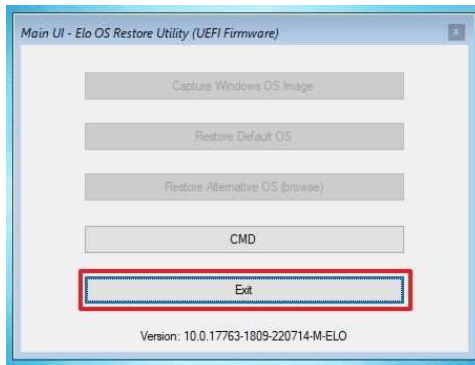 Main UI - Elo OS Restore Utility (UEFI Firmware)
x
Capture Windows OS Image
Restore Default OS
Restore Alternative OS (browse)
CMD
Exit
Version: 10.0.17763-1809-220714-M-ELO